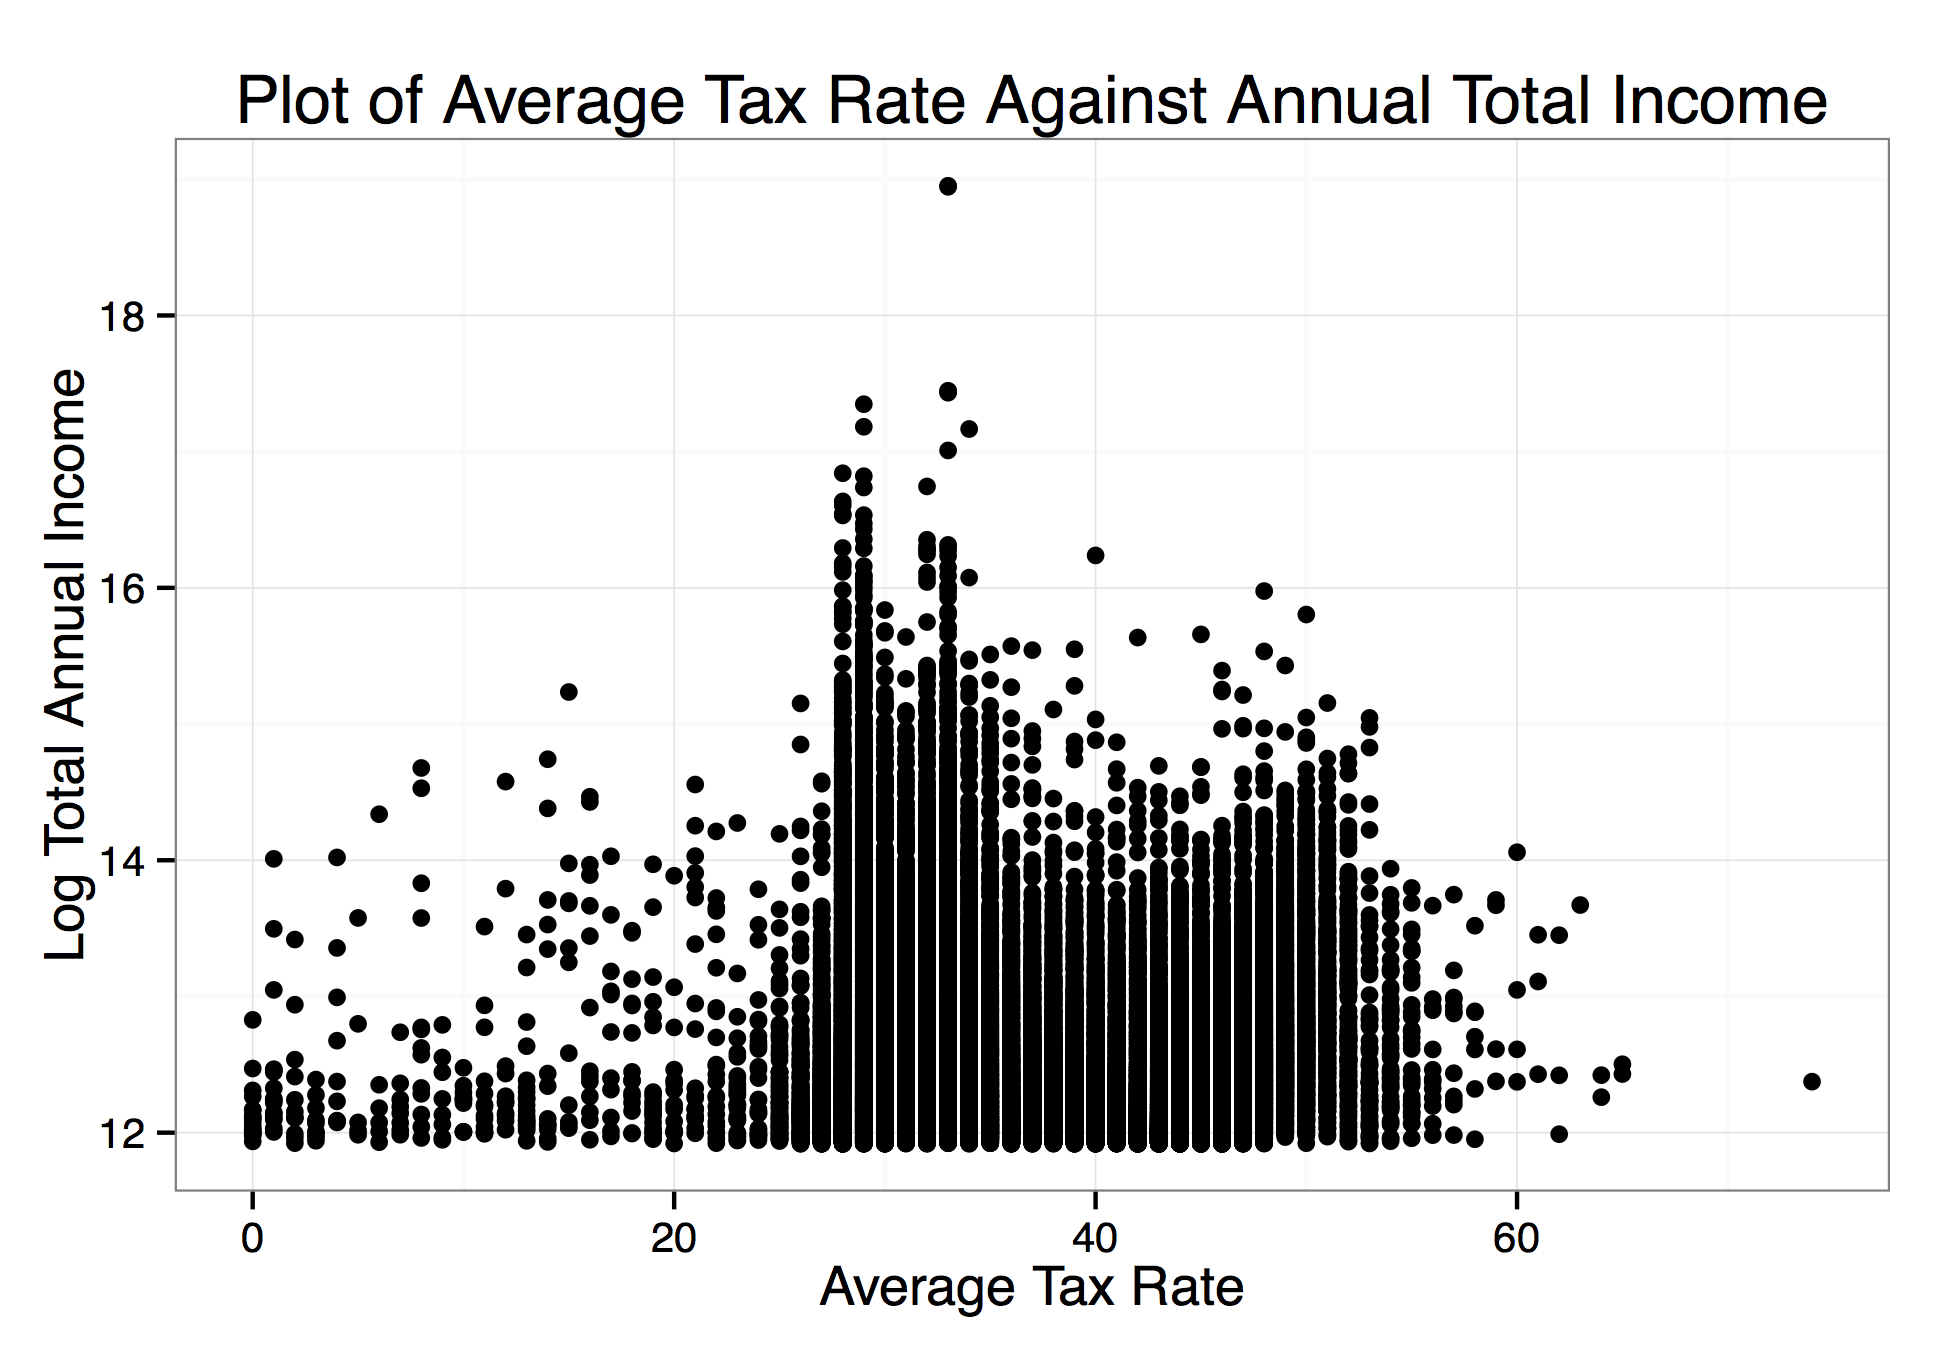 Plot of Average Tax Rate Against Annual Total Income
Log Total Annual Income
18
16
14
12
0 20 40 60
Average Tax Rate